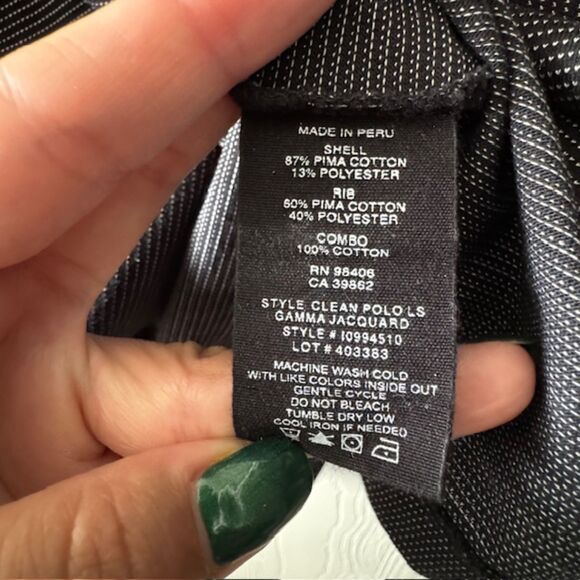 MADE IN PERU
SHELL
87% PIMA COTTON
13% POLYESTER
RIB
60% PIMA COTTON
40% POLYESTER
COMBO
100% COTTON
RN 98406
CA 39862
STYLE CLEAN POLO LS
GAMMA JACQUARD
STYLE # I0994510
LOT # 403383
MACHINE WASH COLD
WITH LIKE COLORS INSIDE OUT
GENTLE CYCLE
DO NOT BLEACH
TUMBLE DRY LOW
COOL IRON IF NEEDED